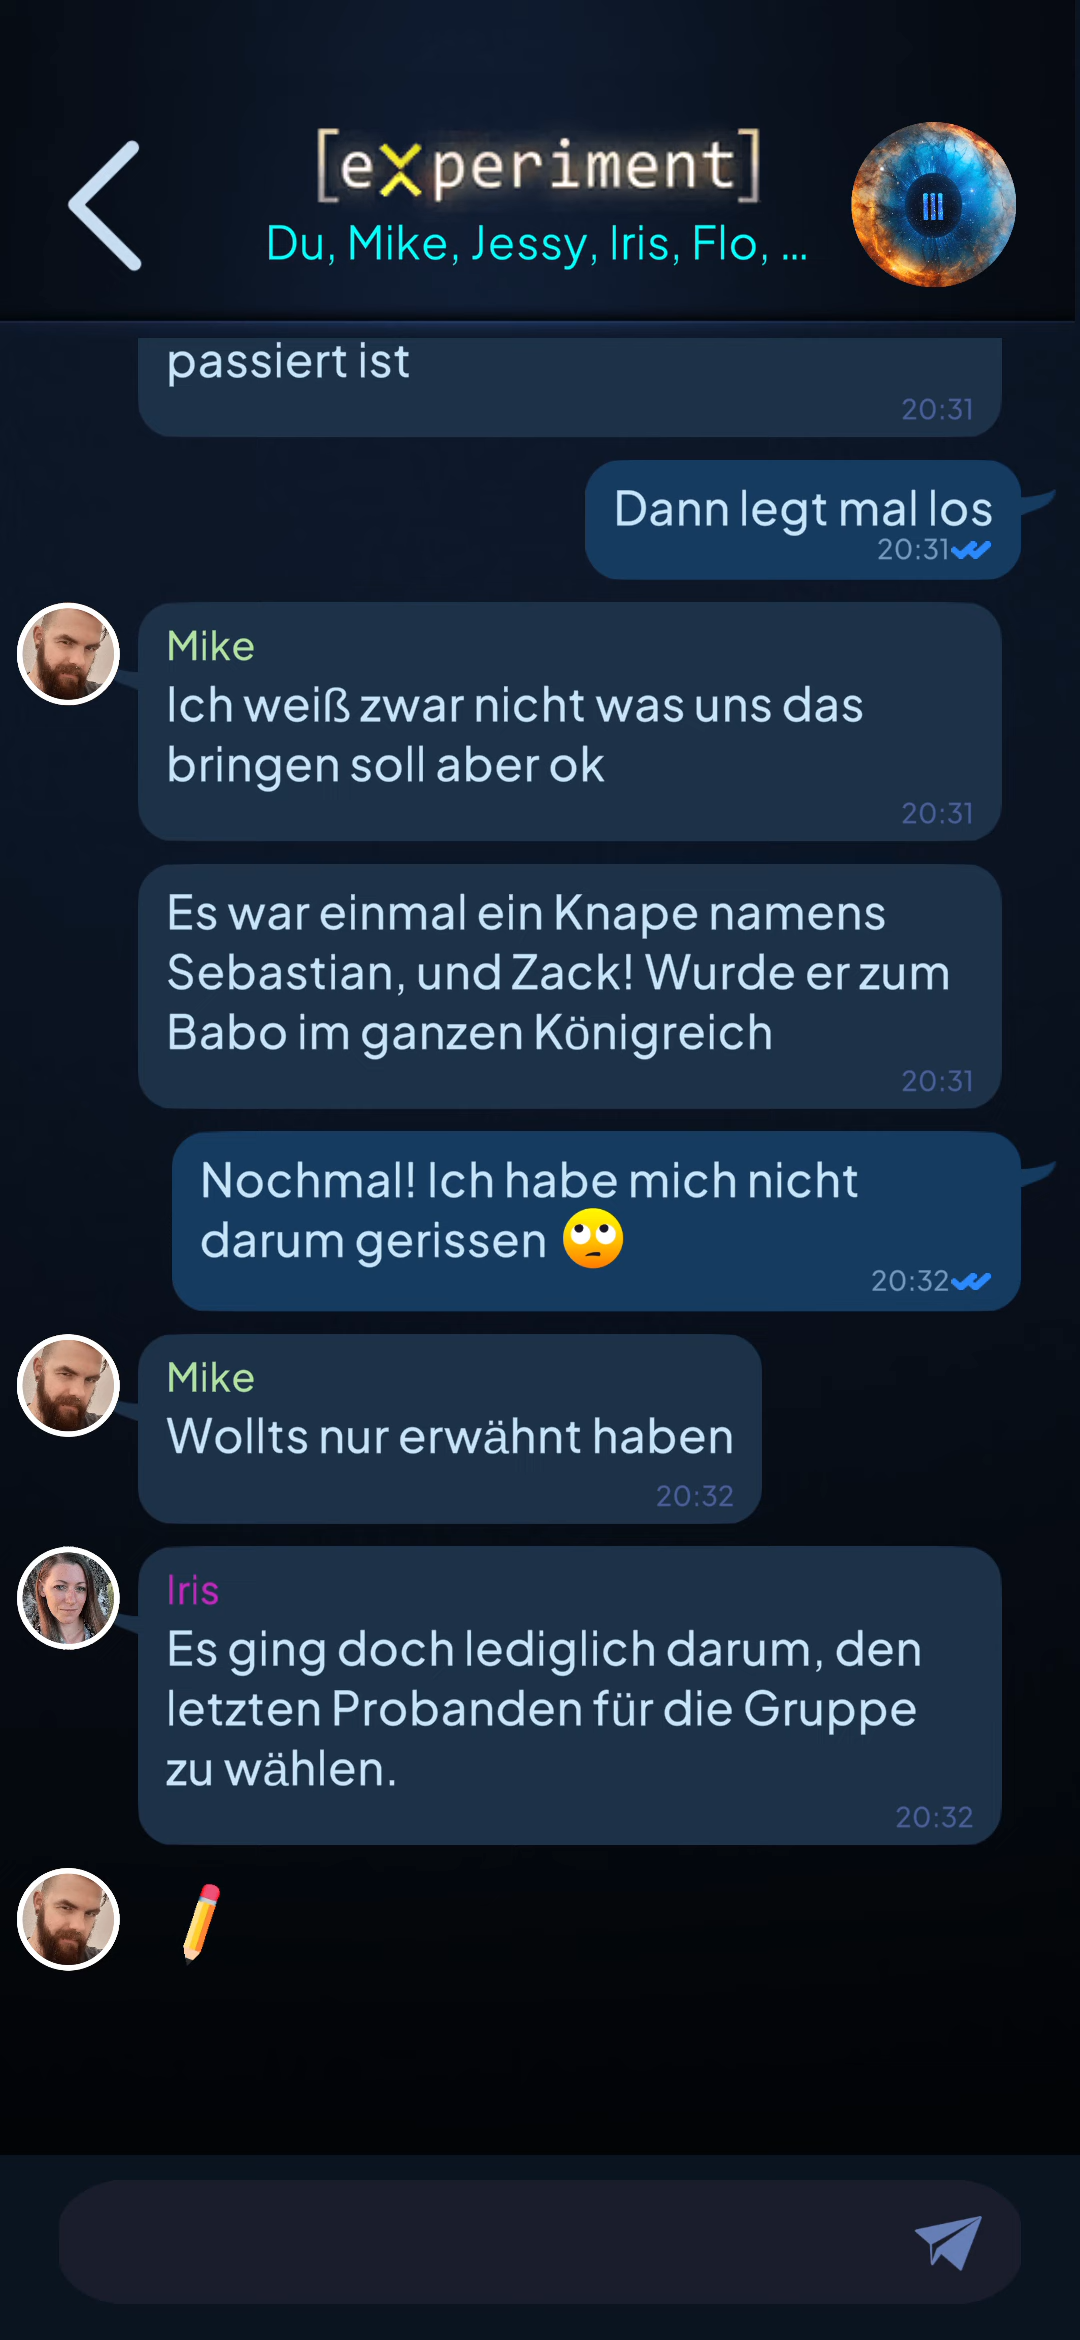 [eXperiment]
Du, Mike, Jessy, Iris, Flo, ...
passiert ist
20:31
Dann legt mal los
20:31
Mike
Ich weiß zwar nicht was uns das
bringen soll aber ok
20:31
Es war einmal ein Knape namens
Sebastian, und Zack! Wurde er zum
Babo im ganzen Königreich
20:31
Nochmal! Ich habe mich nicht
darum gerissen 🙄
20:32
Mike
Wollts nur erwähnt haben
20:32
Iris
Es ging doch lediglich darum, den
letzten Probanden für die Gruppe
zu wählen.
20:32